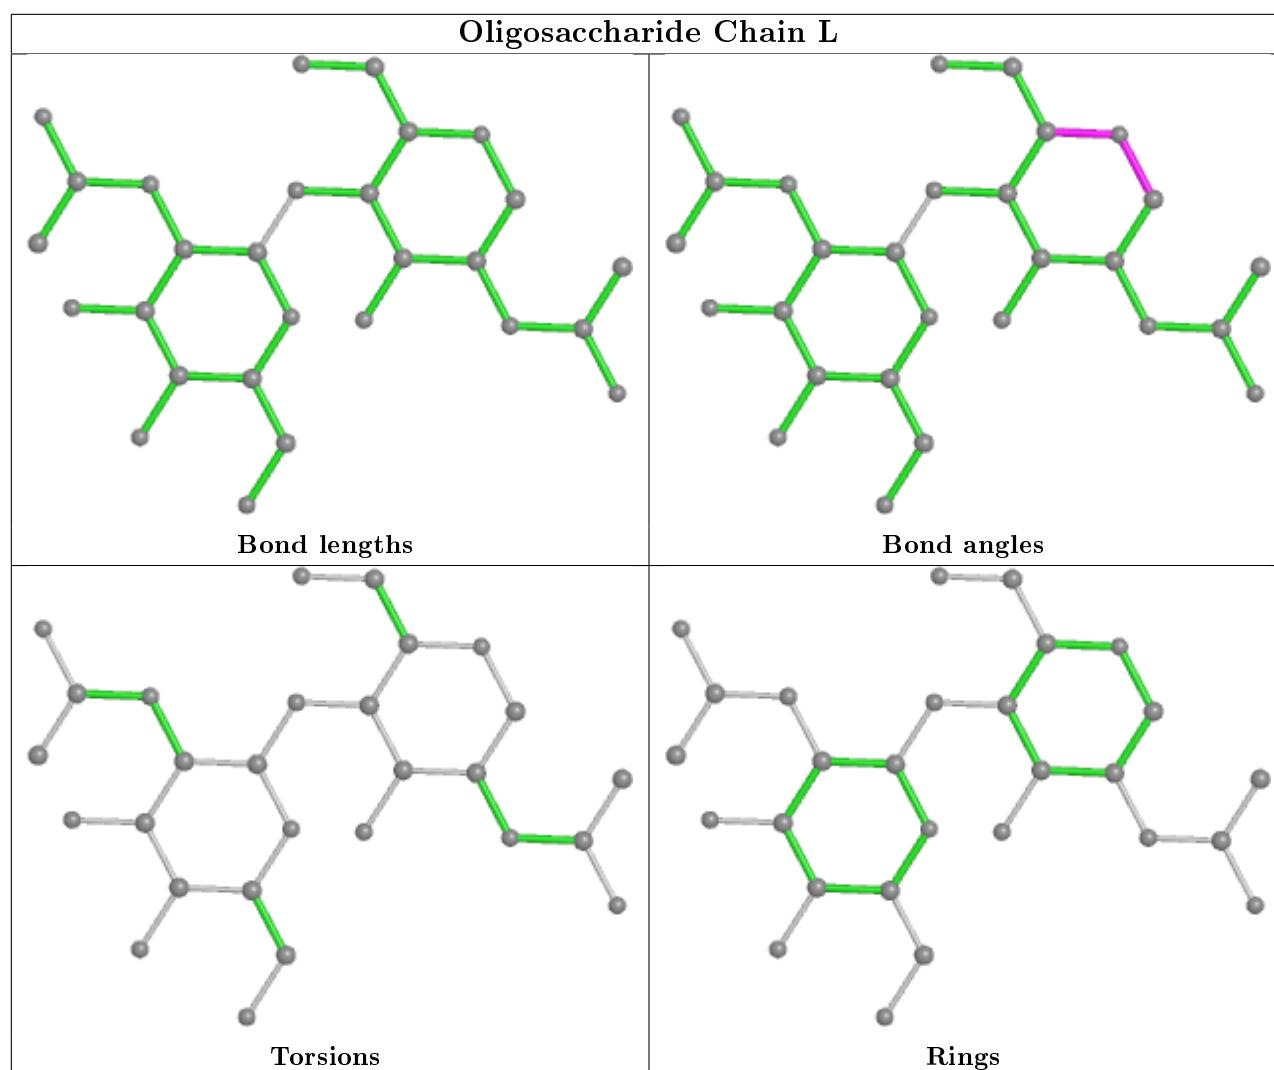 Oligosaccharide Chain L
Bond lengths
Bond angles
Torsions
Rings